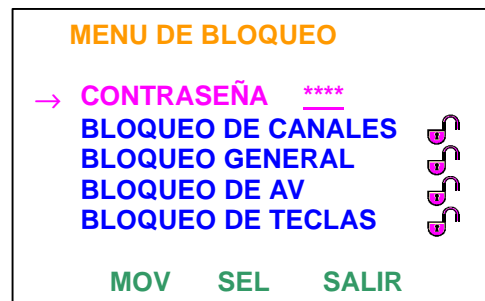 MENU DE BLOQUEO
→ CONTRASEÑA ****
BLOQUEO DE CANALES
BLOQUEO GENERAL
BLOQUEO DE AV
BLOQUEO DE TECLAS
MOV SEL SALIR